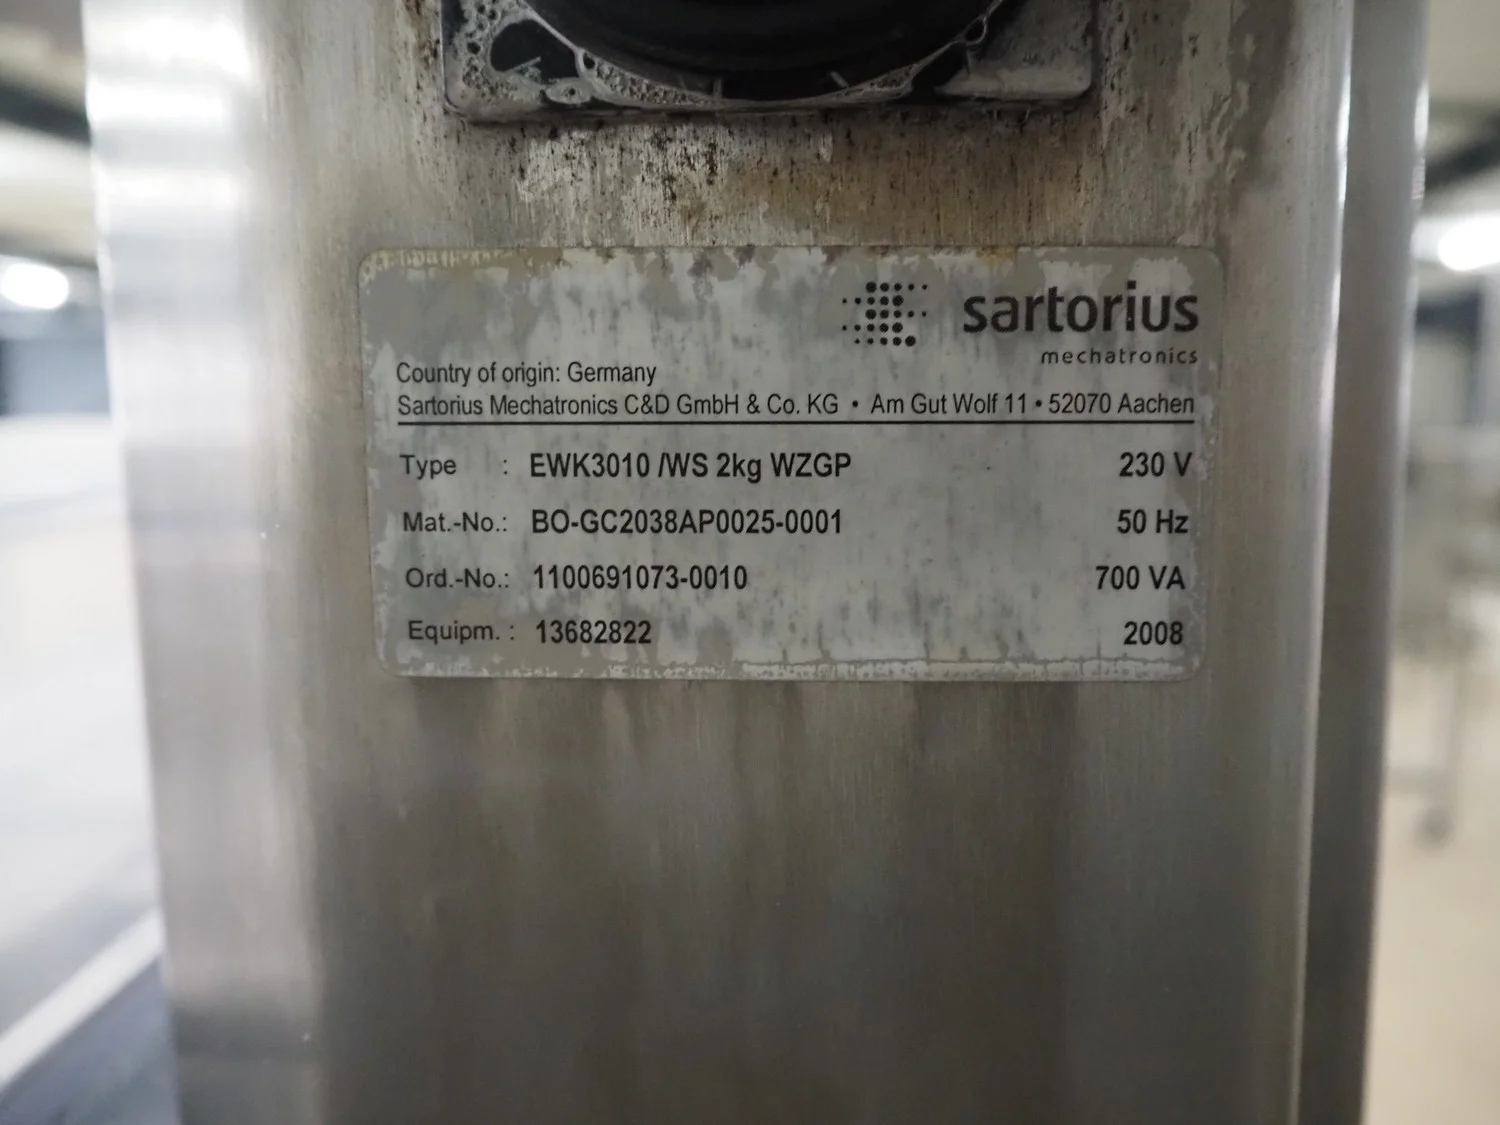 sartorius
mechatronics
Country of origin: Germany
Sartorius Mechatronics C&D GmbH & Co. KG • Am Gut Wolf 11 • 52070 Aachen
Type : EWK3010 /WS 2kg WZGP 230 V
Mat.-No.: BO-GC2038AP0025-0001 50 Hz
Ord.-No.: 1100691073-0010 700 VA
Equipm. : 13682822 2008